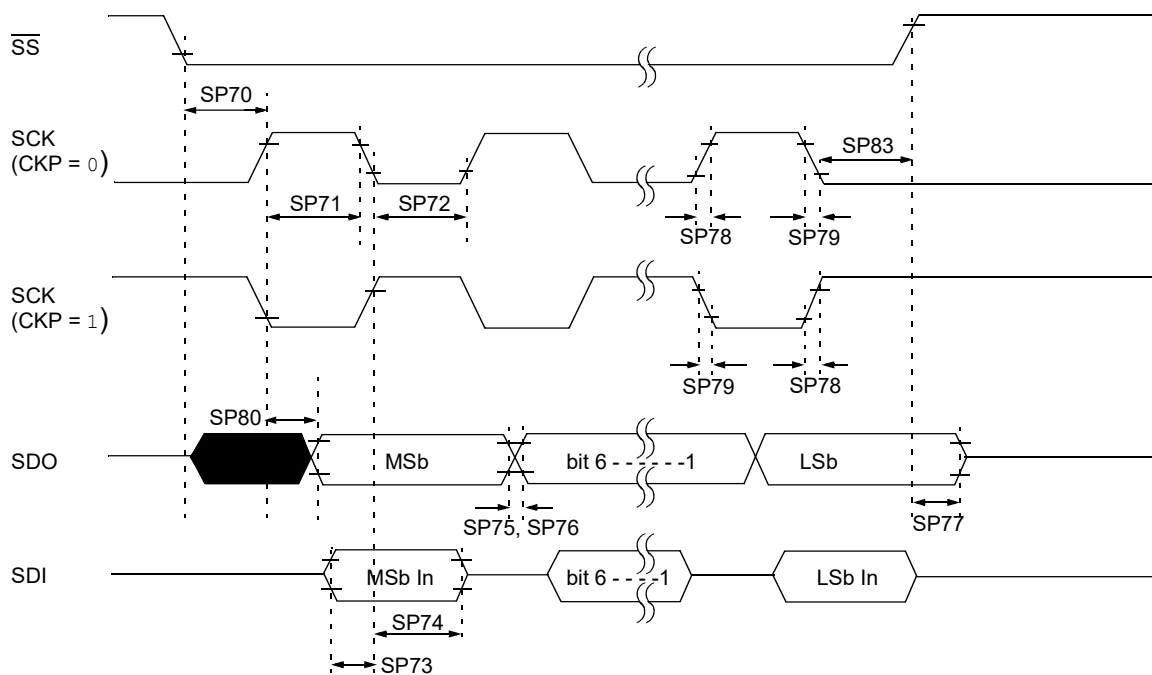 SS
SP70
SCK
(CKP = 0)
SP83
SP71
SP72
SP78
SP79
SCK
(CKP = 1)
SP79
SP78
SP80
SDO
MSb
bit 6 - - - - - -1
LSb
SP75, SP76
SP77
SDI
MSb In
bit 6 - - - - -1
LSb In
SP74
SP73